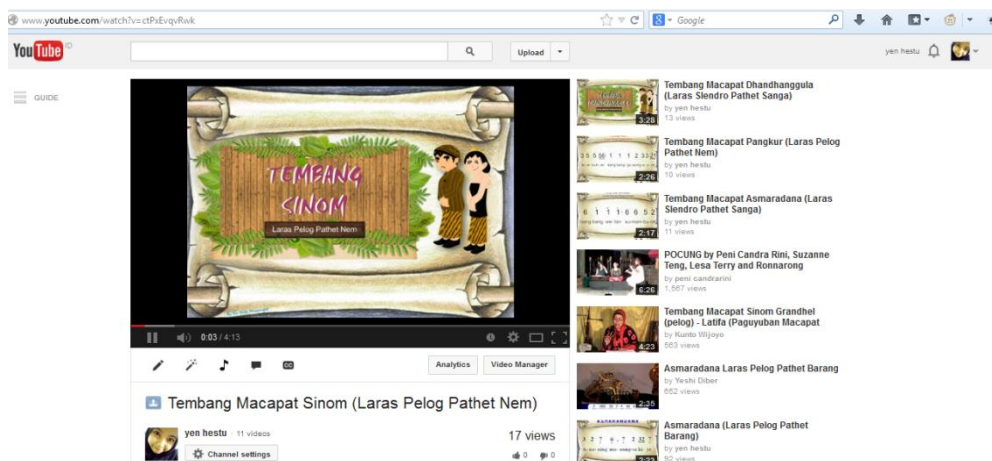 www.youtube.com/watch?v=ctPxEvqvRwk
Google
You Tube ID
Upload
yen hestu
GUIDE
TEMBANG
SINOM
Laras Pelog Pathet Nem
0:03 / 4:13
Analytics
Video Manager
Tembang Macapat Sinom (Laras Pelog Pathet Nem)
yen hestu · 11 videos
Channel settings
17 views
0
0
3:28
Tembang Macapat Dhandhanggula
(Laras Slendro Pathet Sanga)
by yen hestu
13 views
2:26
Tembang Macapat Pangkur (Laras Pelog
Pathet Nem)
by yen hestu
10 views
2:17
Tembang Macapat Asmaradana (Laras
Slendro Pathet Sanga)
by yen hestu
11 views
6:26
POCUNG by Peni Candra Rini, Suzanne
Teng, Lesa Terry and Ronnarong
by peni candrarini
1,567 views
4:23
Tembang Macapat Sinom Grandhel
(pelog) - Latifa (Paguyuban Macapat
by Kunto Wijoyo
563 views
2:35
Asmaradana Laras Pelog Pathet Barang
by Yeshi Diber
662 views
Asmaradana (Laras Pelog Pathet
Barang)
by yen hestu
92 views